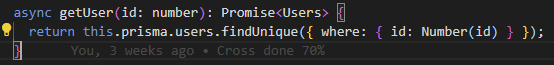 async getUser(id: number): Promise<Users> {
return this.prisma.users.findUnique({ where: { id: Number(id) } });
} You, 3 weeks ago • Cross done 70%